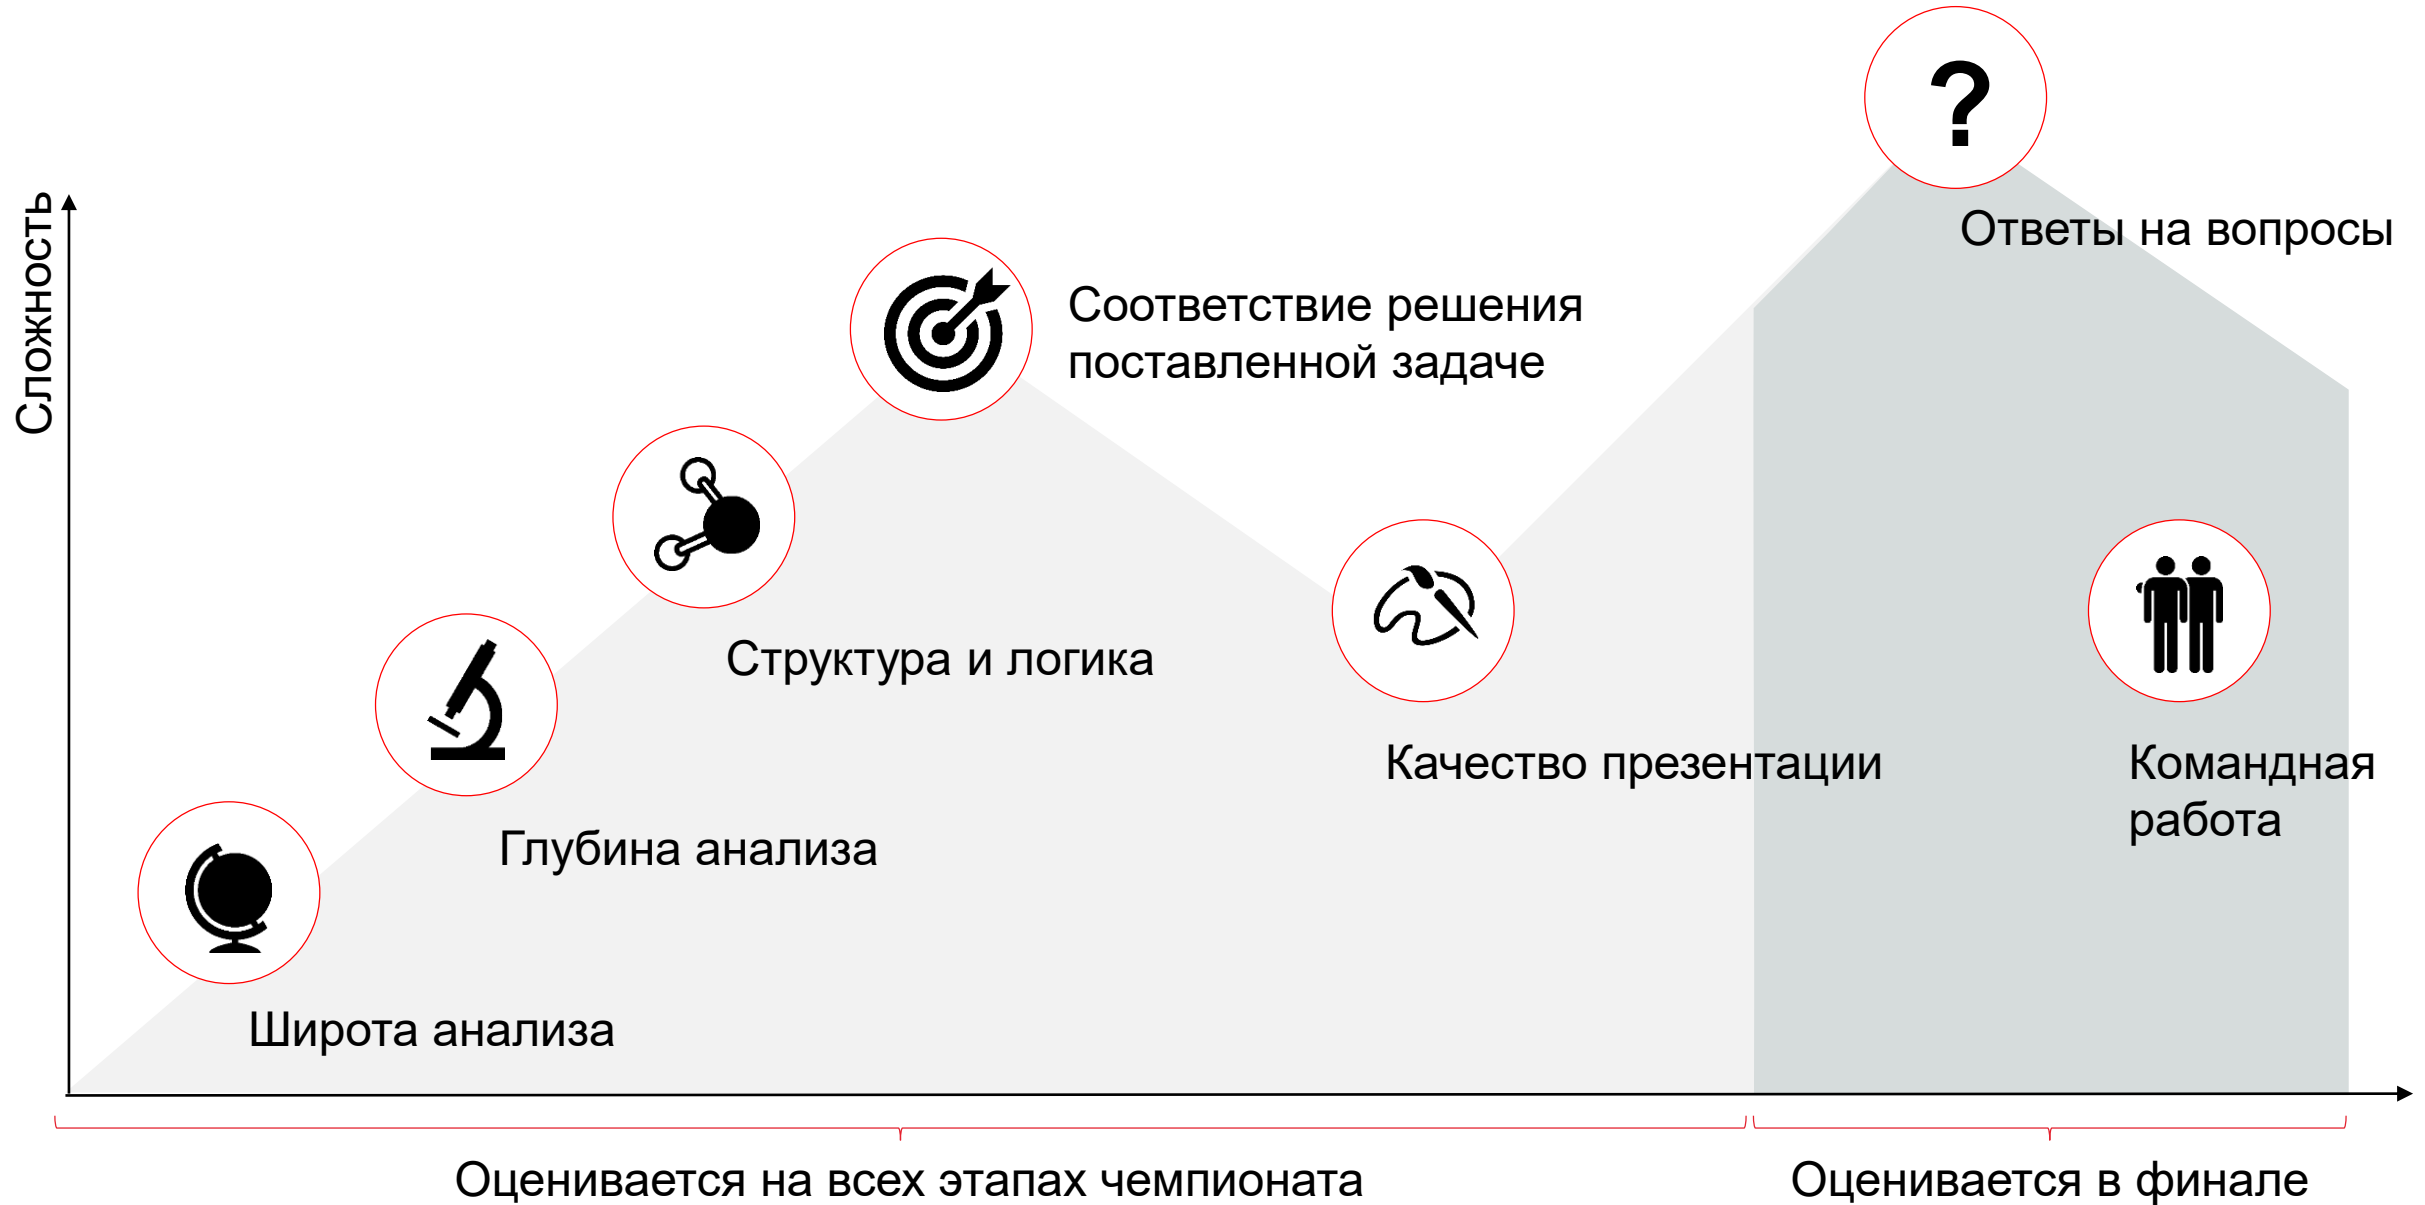 Сложность
?
Ответы на вопросы
Соответствие решения
поставленной задаче
Структура и логика
Качество презентации
Командная
работа
Глубина анализа
Широта анализа
Оценивается на всех этапах чемпионата
Оценивается в финале